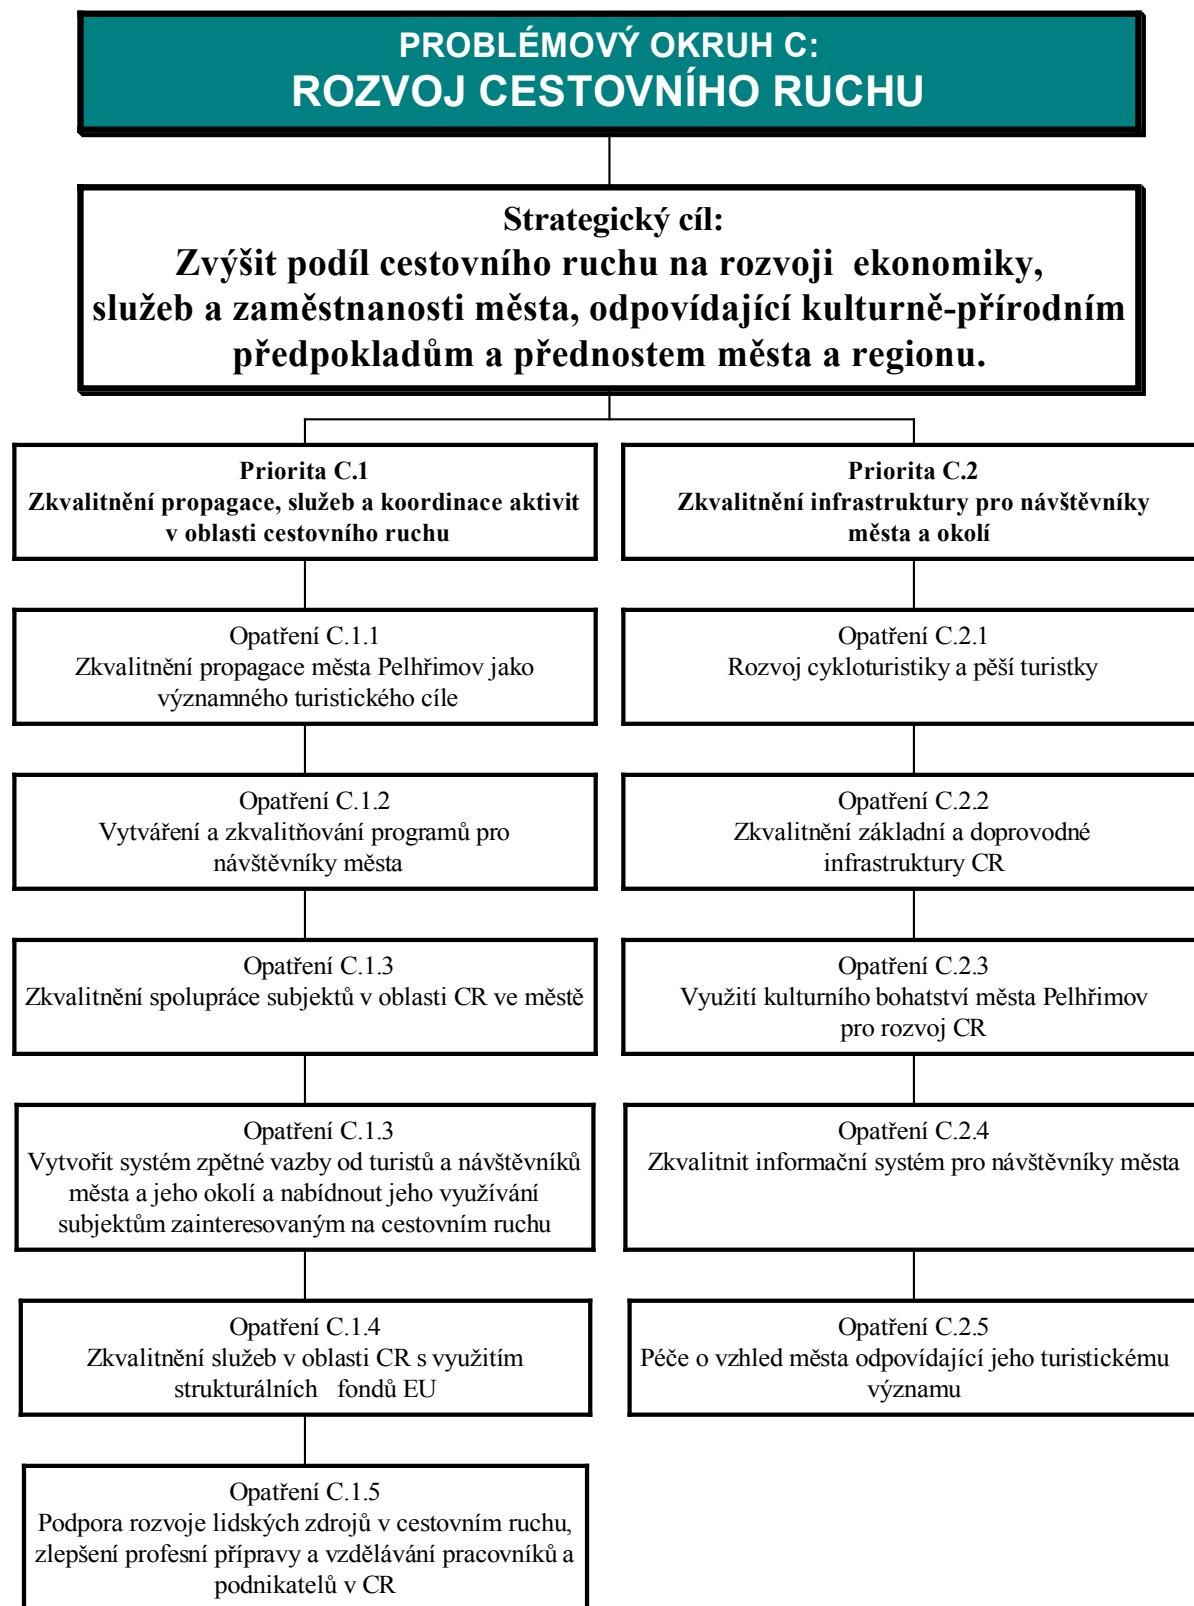 PROBLÉMOVÝ OKRUH C:
ROZVOJ CESTOVNÍHO RUCHU
Strategický cíl:
Zvýšit podíl cestovního ruchu na rozvoji ekonomiky,
služeb a zaměstnanosti města, odpovídající kulturně-přírodním
předpokladům a přednostem města a regionu.
Priorita C.1
Zkvalitnění propagace, služeb a koordinace aktivit
v oblasti cestovního ruchu
Opatření C.1.1
Zkvalitnění propagace města Pelhřimov jako
významného turistického cíle
Opatření C.1.2
Vytváření a zkvalitňování programů pro
návštěvníky města
Opatření C.1.3
Zkvalitnění spolupráce subjektů v oblasti CR ve městě
Opatření C.1.3
Vytvořit systém zpětné vazby od turistů a návštěvníků
města a jeho okolí a nabídnout jeho využívání
subjektům zainteresovaným na cestovním ruchu
Opatření C.1.4
Zkvalitnění služeb v oblasti CR s využitím
strukturálních fondů EU
Opatření C.1.5
Podpora rozvoje lidských zdrojů v cestovním ruchu,
zlepšení profesní přípravy a vzdělávání pracovníků a
podnikatelů v CR
Priorita C.2
Zkvalitnění infrastruktury pro návštěvníky
města a okolí
Opatření C.2.1
Rozvoj cykloturistiky a pěší turistky
Opatření C.2.2
Zkvalitnění základní a doprovodné
infrastruktury CR
Opatření C.2.3
Využití kulturního bohatství města Pelhřimov
pro rozvoj CR
Opatření C.2.4
Zkvalitnit informační systém pro návštěvníky města
Opatření C.2.5
Péče o vzhled města odpovídající jeho turistickému
významu